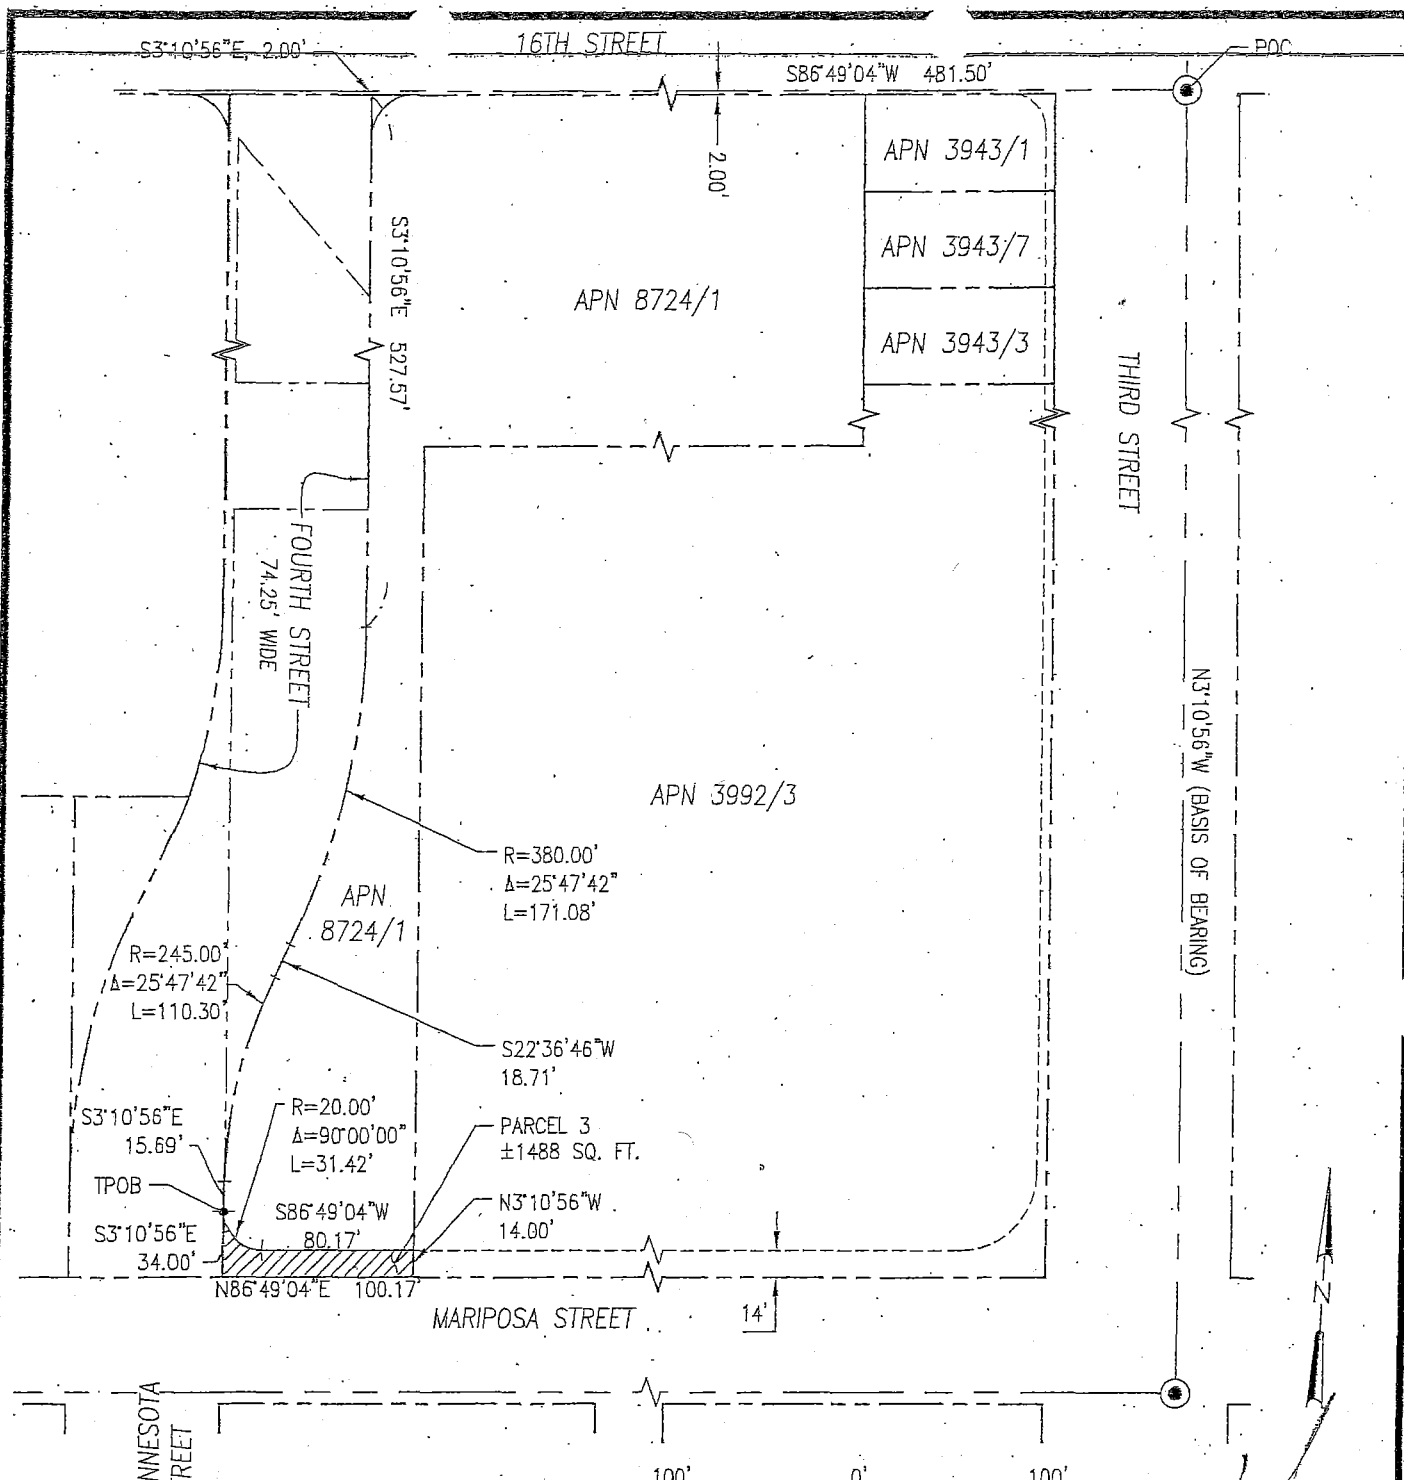 16TH STREET
S3°10'56"E, 2.00'
POC
S86°49'04"W 481.50'
2.00'
APN 3943/1
APN 3943/7
APN 3943/3
APN 8724/1
S3°10'56"E 527.57'
THIRD STREET
FOURTH STREET
74.25' WIDE
N3°10'56"W (BASIS OF BEARING)
APN 3992/3
R=380.00'
Δ=25°47'42"
L=171.08'
APN
8724/1
R=245.00'
Δ=25°47'42"
L=110.30'
S22°36'46"W
18.71'
S3°10'56"E
15.69'
R=20.00'
Δ=90°00'00"
L=31.42'
PARCEL 3
±1488 SQ. FT.
TPOB
S86°49'04"W
80.17'
N3°10'56"W
14.00'
S3°10'56"E
34.00'
N86°49'04"E 100.17'
MARIPOSA STREET
14'
N
NNESOTA
REET
100' 0' 100'